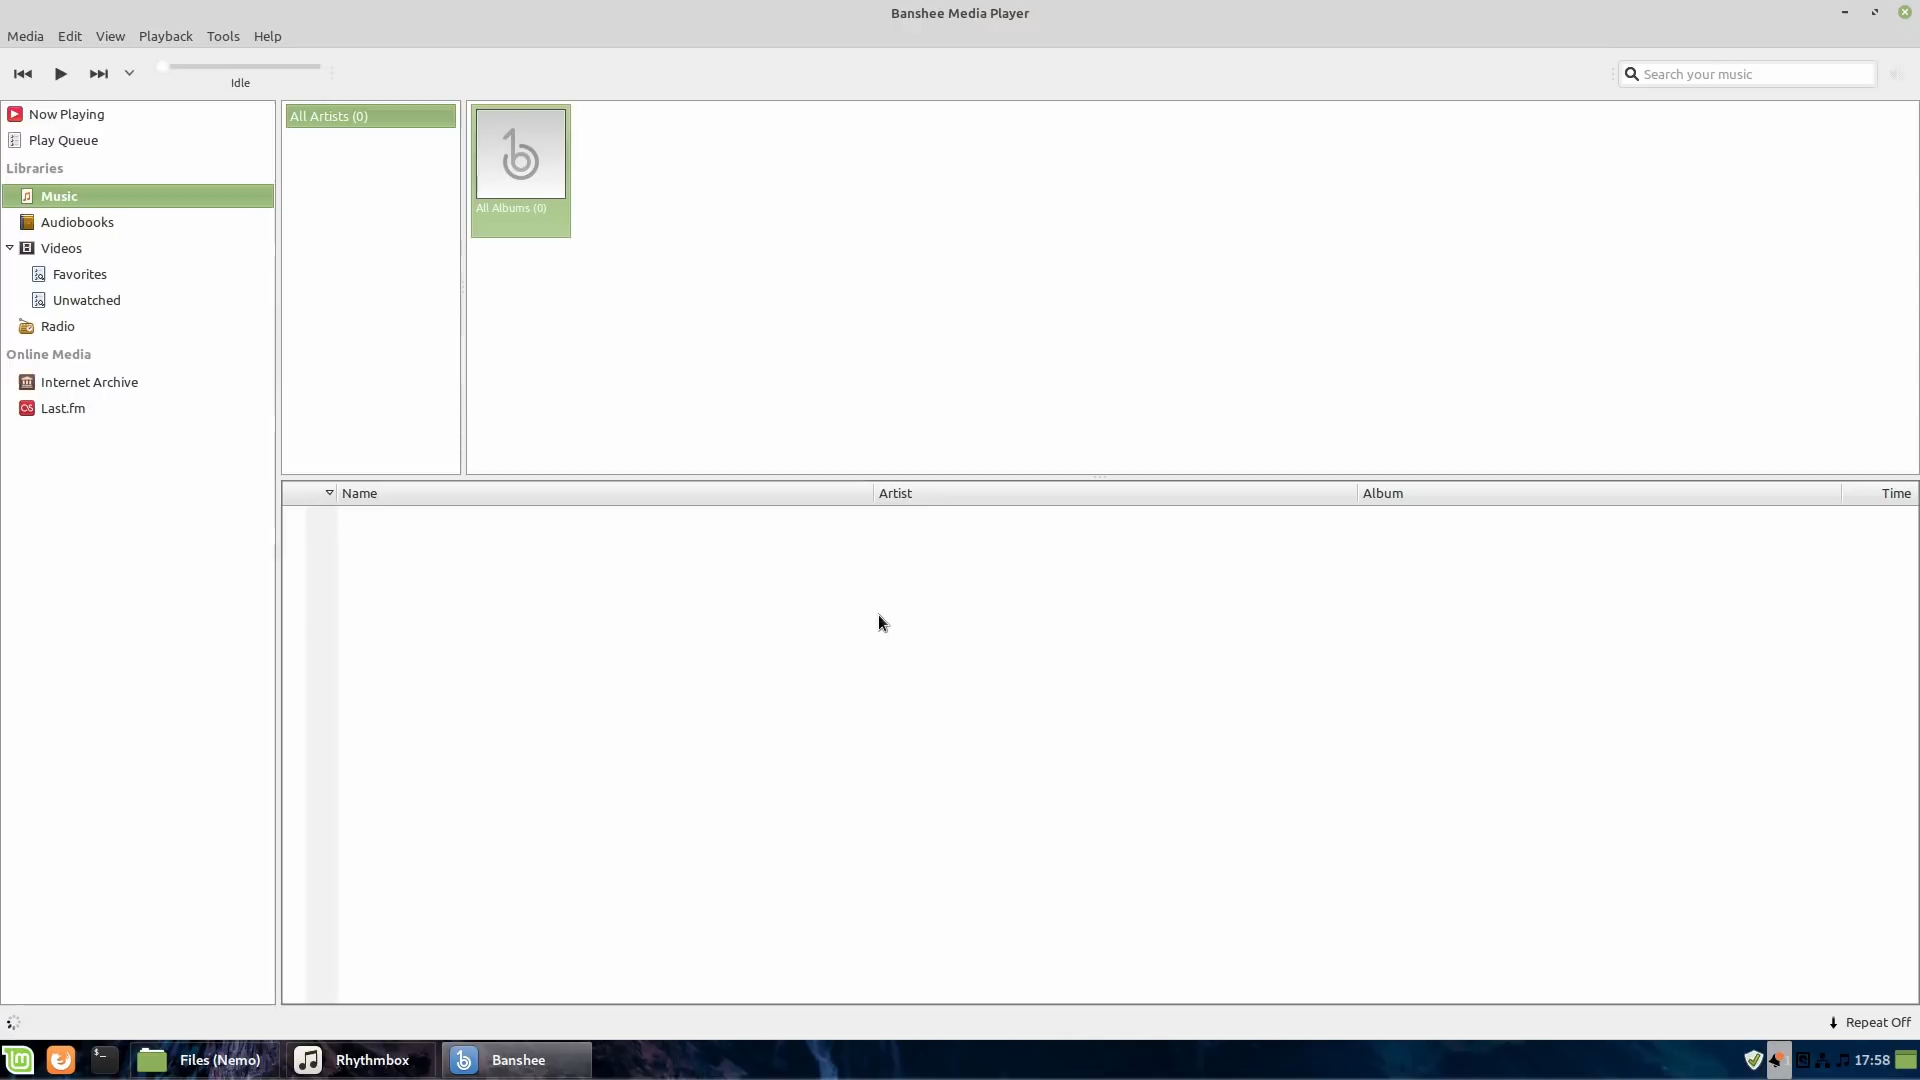 Banshee Media Player
Media Edit View Playback Tools Help
Idle
Search your music
Now Playing
Play Queue
Libraries
Music
Audiobooks
Videos
Favorites
Unwatched
Radio
Online Media
Internet Archive
Last.fm
All Artists (0)
All Albums (0)
Name Artist Album Time
Repeat Off
Files (Nemo) Rhythmbox Banshee 17:58